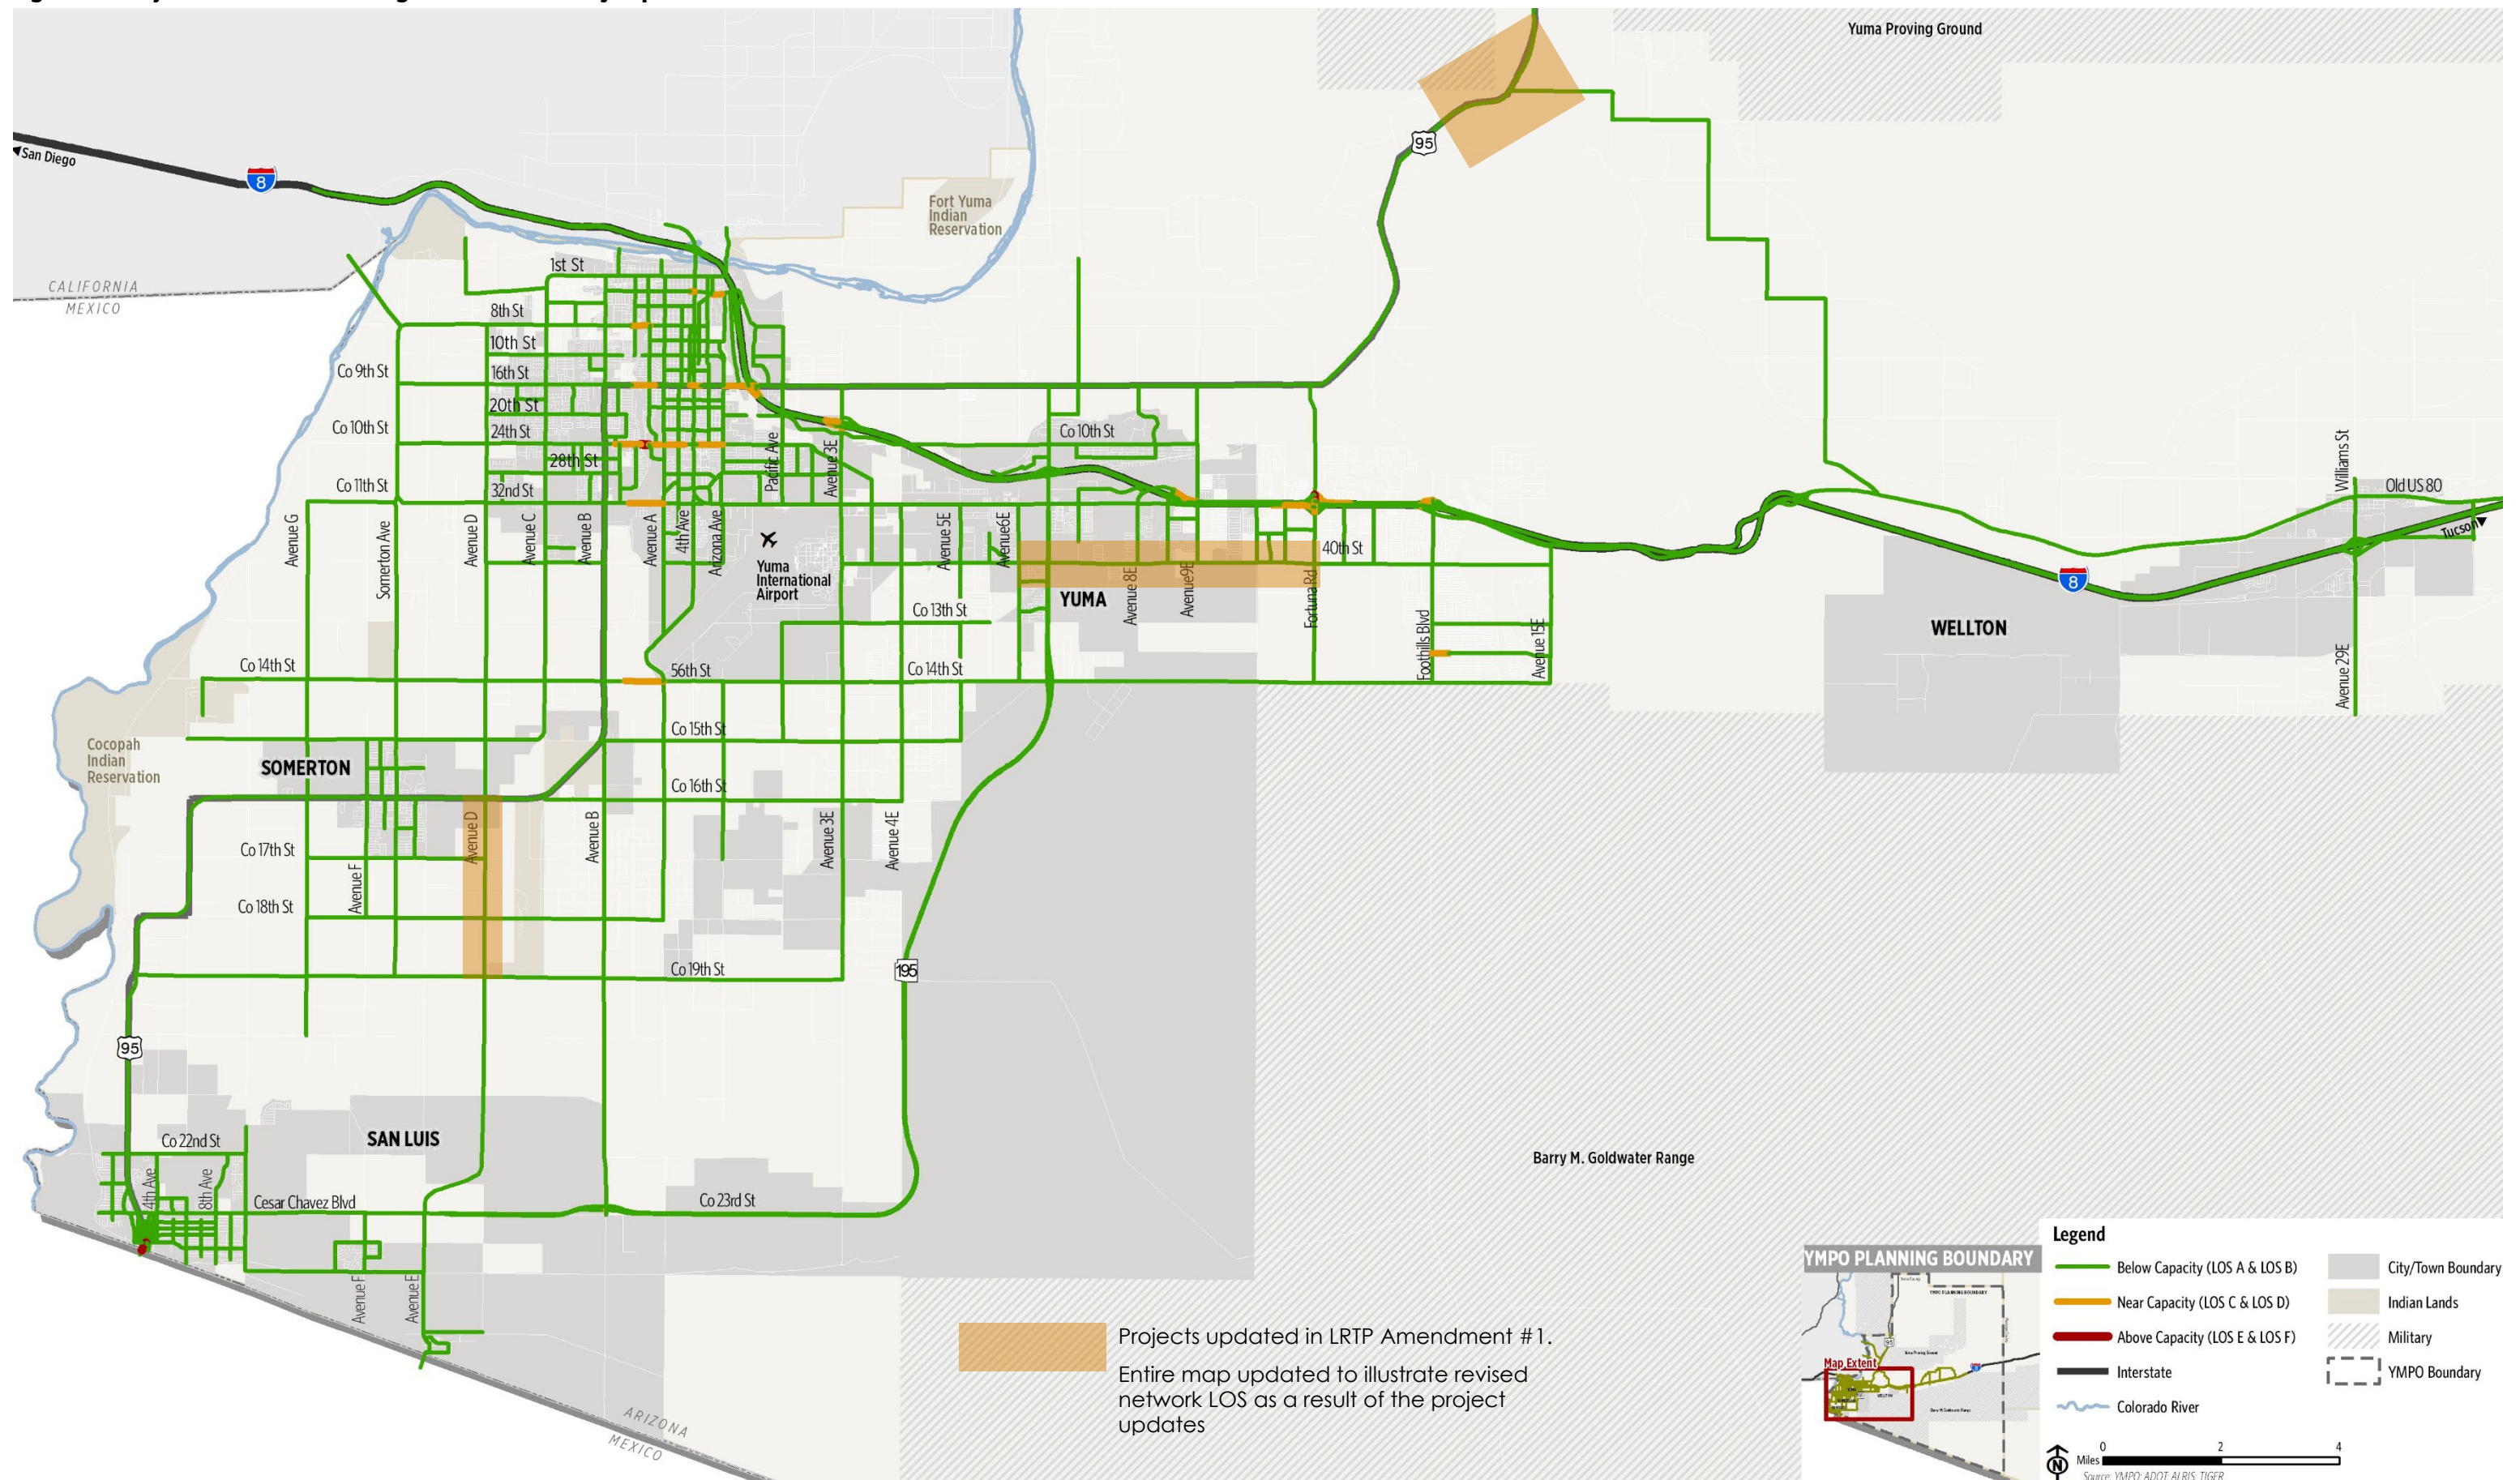 Yuma Proving Ground
95
San Diego
8
Fort Yuma
Indian
Reservation
CALIFORNIA
MEXICO
1st St
8th St
10th St
Co 9th St
16th St
20th St
Co 10th St
24th St
Co 10th St
28th St
Pacific Ave
Avenue 3E
Williams St
Co 11th St
32nd St
Old US 80
Tucson
Avenue G
Somerton Ave
Avenue D
Avenue C
Avenue B
Avenue A
4th Ave
Arizona Ave
Avenue 5E
Avenue6E
40th St
Yuma
International
Airport
Avenue 8E
Avenue9E
Fortuna Rd
8
YUMA
Co 13th St
Foothills Blvd
Avenue 15E
WELLTON
Co 14th St
56th St
Co 14th St
Avenue 29E
Co 15th St
Cocopah
Indian
Reservation
SOMERTON
Co 16th St
Avenue D
Avenue B
Avenue 3E
Avenue 4E
Co 17th St
Avenue F
Co 18th St
Co 19th St
195
95
Co 22nd St
SAN LUIS
Barry M. Goldwater Range
4th Ave
8th Ave
Cesar Chavez Blvd
Co 23rd St
Avenue F
Avenue E
ARIZONA
MEXICO
Projects updated in LRTP Amendment #1.
Entire map updated to illustrate revised
network LOS as a result of the project
updates
YMPO PLANNING BOUNDARY
YMPO PLANNING BOUNDARY
Map Extent
Legend
Below Capacity (LOS A & LOS B)
Near Capacity (LOS C & LOS D)
Above Capacity (LOS E & LOS F)
Interstate
Colorado River
City/Town Boundary
Indian Lands
Military
YMPO Boundary
N
Miles
0 2 4
Source: YMPO; ADOT; ALRIS; TIGER